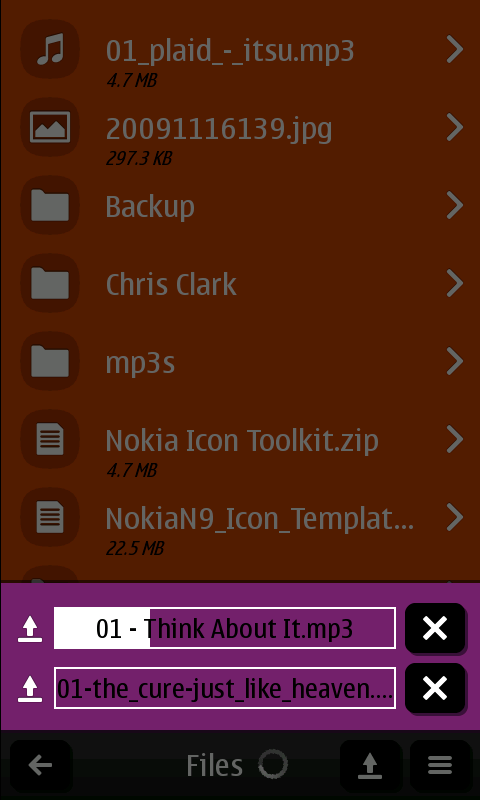 01_plaid_-_itsu.mp3
4.7 MB
20091116139.jpg
297.3 KB
Backup
Chris Clark
mp3s
Nokia Icon Toolkit.zip
4.7 MB
NokiaN9_Icon_Templat...
22.5 MB
01 - Think About It.mp3
01-the_cure-just_like_heaven....
Files